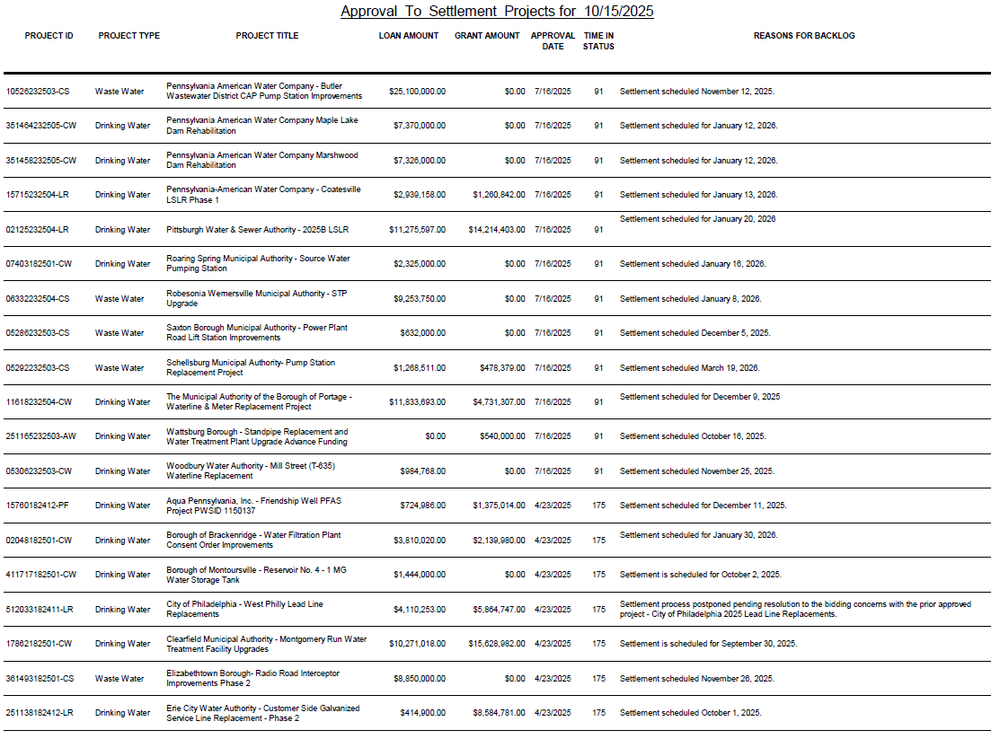 Approval To Settlement Projects for 10/15/2025
PROJECT ID PROJECT TYPE PROJECT TITLE LOAN AMOUNT GRANT AMOUNT APPROVAL TIME IN REASONS FOR BACKLOG
DATE STATUS
Pennsylvania American Water Company - Butler
10526232503-CS Waste Water $25,100,000.00 $0.00 7/16/2025 91 Settlement scheduled November 12, 2025.
Wastewater District CAP Pump Station Improvements
Pennsylvania American Water Company Maple Lake
351464232505-CW Drinking Water $7,370,000.00 $0.00 7/16/2025 91 Settlement scheduled for January 12, 2026.
Dam Rehabilitation
Pennsylvania American Water Company Marshwood
351458232505-CW Drinking Water $7,326,000.00 $0.00 7/16/2025 91 Settlement scheduled for January 12, 2026.
Dam Rehabilitation
Pennsylvania-American Water Company - Coatesville
15715232504-LR Drinking Water $2,939,158.00 $1,260,842.00 7/16/2025 91 Settlement scheduled for January 13, 2026.
LSLR Phase 1
Settlement scheduled for January 20, 2026
02125232504-LR Drinking Water Pittsburgh Water & Sewer Authority - 2025B LSLR $11,275,597.00 $14,214,403.00 7/16/2025 91
Roaring Spring Municipal Authority - Source Water
07403182501-CW Drinking Water $2,325,000.00 $0.00 7/16/2025 91 Settlement scheduled January 16, 2026.
Pumping Station
Robesonia Wernersville Municipal Authority - STP
06332232504-CS Waste Water $9,253,750.00 $0.00 7/16/2025 91 Settlement scheduled January 8, 2026.
Upgrade
Saxton Borough Municipal Authority - Power Plant
05286232503-CS Waste Water $632,000.00 $0.00 7/16/2025 91 Settlement scheduled December 5, 2025.
Road Lift Station Improvements
Schellsburg Municipal Authority- Pump Station
05292232503-CS Waste Water $1,268,511.00 $478,379.00 7/16/2025 91 Settlement scheduled March 19, 2026.
Replacement Project
The Municipal Authority of the Borough of Portage - Settlement scheduled for December 9, 2025
11618232504-CW Drinking Water $11,833,693.00 $4,731,307.00 7/16/2025 91
Waterline & Meter Replacement Project
Wattsburg Borough - Standpipe Replacement and
251165232503-AW Drinking Water $0.00 $540,000.00 7/16/2025 91 Settlement scheduled October 16, 2025.
Water Treatment Plant Upgrade Advance Funding
Woodbury Water Authority - Mill Street (T-635)
05306232503-CW Drinking Water $984,768.00 $0.00 7/16/2025 91 Settlement scheduled November 25, 2025.
Waterline Replacement
Aqua Pennsylvania, Inc. - Friendship Well PFAS
15760182412-PF Drinking Water $724,986.00 $1,375,014.00 4/23/2025 175 Settlement scheduled for December 11, 2025.
Project PWSID 1150137
Borough of Brackenridge - Water Filtration Plant Settlement scheduled for January 30, 2026.
02048182501-CW Drinking Water $3,810,020.00 $2,139,980.00 4/23/2025 175
Consent Order Improvements
Borough of Montoursville - Reservoir No. 4 - 1 MG
411717182501-CW Drinking Water $1,444,000.00 $0.00 4/23/2025 175 Settlement is scheduled for October 2, 2025.
Water Storage Tank
City of Philadelphia - West Philly Lead Line Settlement process postponed pending resolution to the bidding concerns with the prior approved
512033182411-LR Drinking Water $4,110,253.00 $5,864,747.00 4/23/2025 175
Replacements project - City of Philadelphia 2025 Lead Line Replacements.
Clearfield Municipal Authority - Montgomery Run Water
17862182501-CW Drinking Water $10,271,018.00 $15,628,982.00 4/23/2025 175 Settlement is scheduled for September 30, 2025.
Treatment Facility Upgrades
Elizabethtown Borough- Radio Road Interceptor
361493182501-CS Waste Water $8,850,000.00 $0.00 4/23/2025 175 Settlement scheduled November 26, 2025.
Improvements Phase 2
Erie City Water Authority - Customer Side Galvanized
251138182412-LR Drinking Water $414,900.00 $8,584,781.00 4/23/2025 175 Settlement scheduled October 1, 2025.
Service Line Replacement - Phase 2